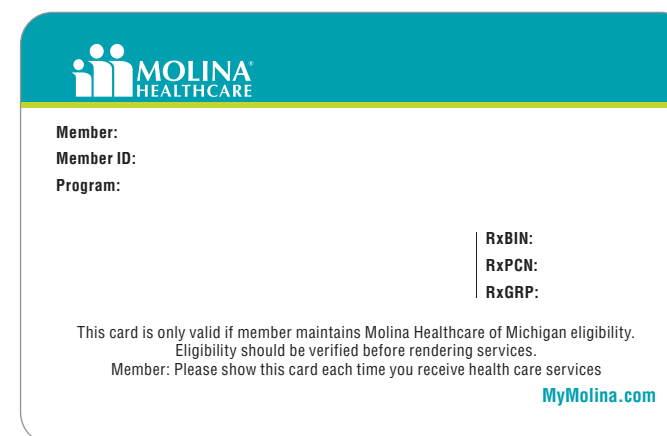 MOLINA®
HEALTHCARE
Member:
Member ID:
Program:
RxBIN:
RxPCN:
RxGRP:
This card is only valid if member maintains Molina Healthcare of Michigan eligibility.
Eligibility should be verified before rendering services.
Member: Please show this card each time you receive health care services
MyMolina.com